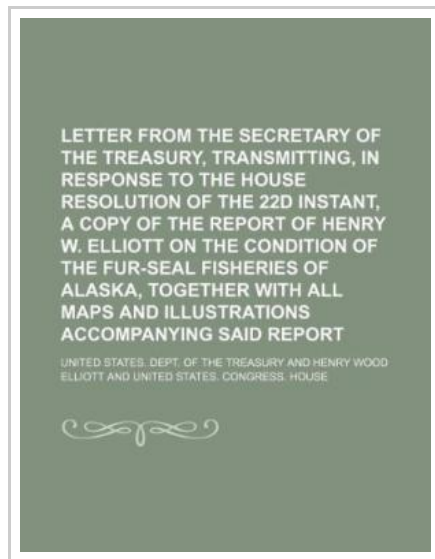 LETTER FROM THE SECRETARY OF
THE TREASURY, TRANSMITTING, IN
RESPONSE TO THE HOUSE
RESOLUTION OF THE 22D INSTANT,
A COPY OF THE REPORT OF HENRY
W. ELLIOTT ON THE CONDITION OF
THE FUR-SEAL FISHERIES OF
ALASKA, TOGETHER WITH ALL
MAPS AND ILLUSTRATIONS
ACCOMPANYING SAID REPORT
UNITED STATES. DEPT. OF THE TREASURY AND HENRY WOOD
ELLIOTT AND UNITED STATES. CONGRESS. HOUSE